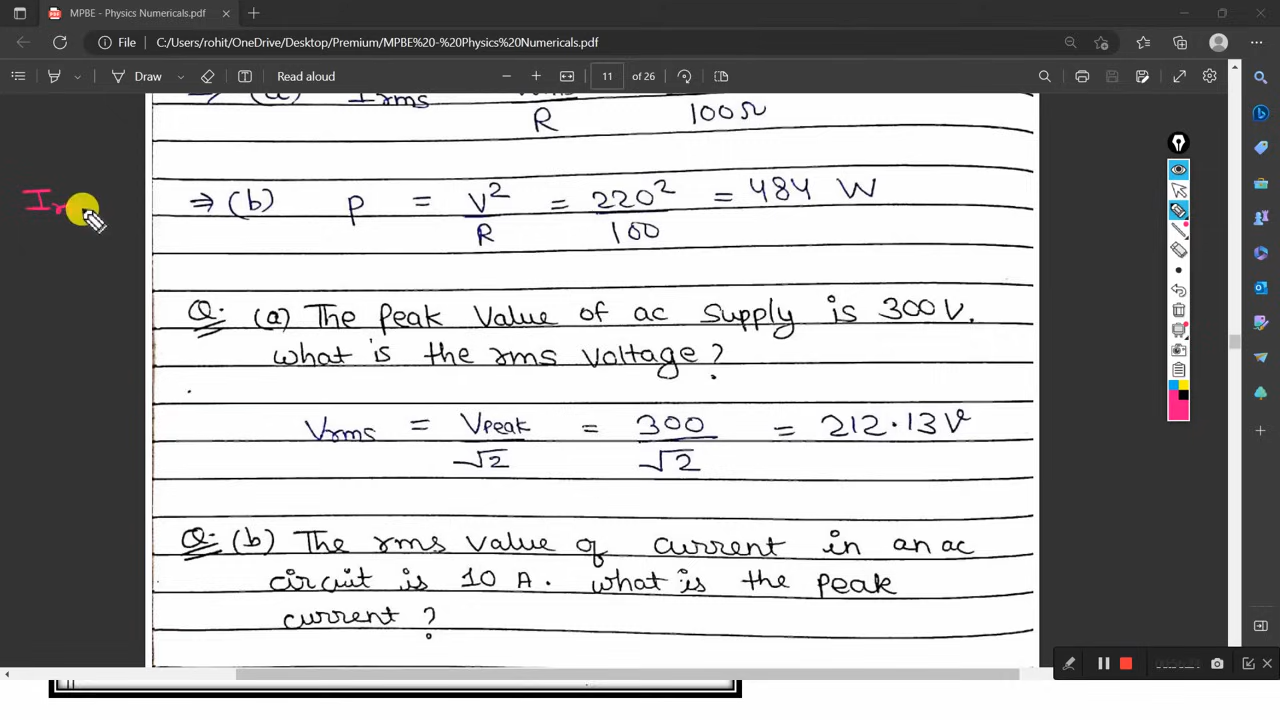 MPBE - Physics Numericals.pdf
File C:/Users/rohit/OneDrive/Desktop/Premium/MPBE%20-%20Physics%20Numericals.pdf
Draw Read aloud 11 of 26
⇒ (a) Irms
R 100Ω
⇒ (b) P = V² / R = 220² / 100 = 484 W
I r
Q. (a) The Peak Value of ac supply is 300V.
what is the rms voltage?
Vrms = VPeak / √2 = 300 / √2 = 212.13 V
Q. (b) The rms value of current in an ac
circuit is 10 A. what is the peak
current ?